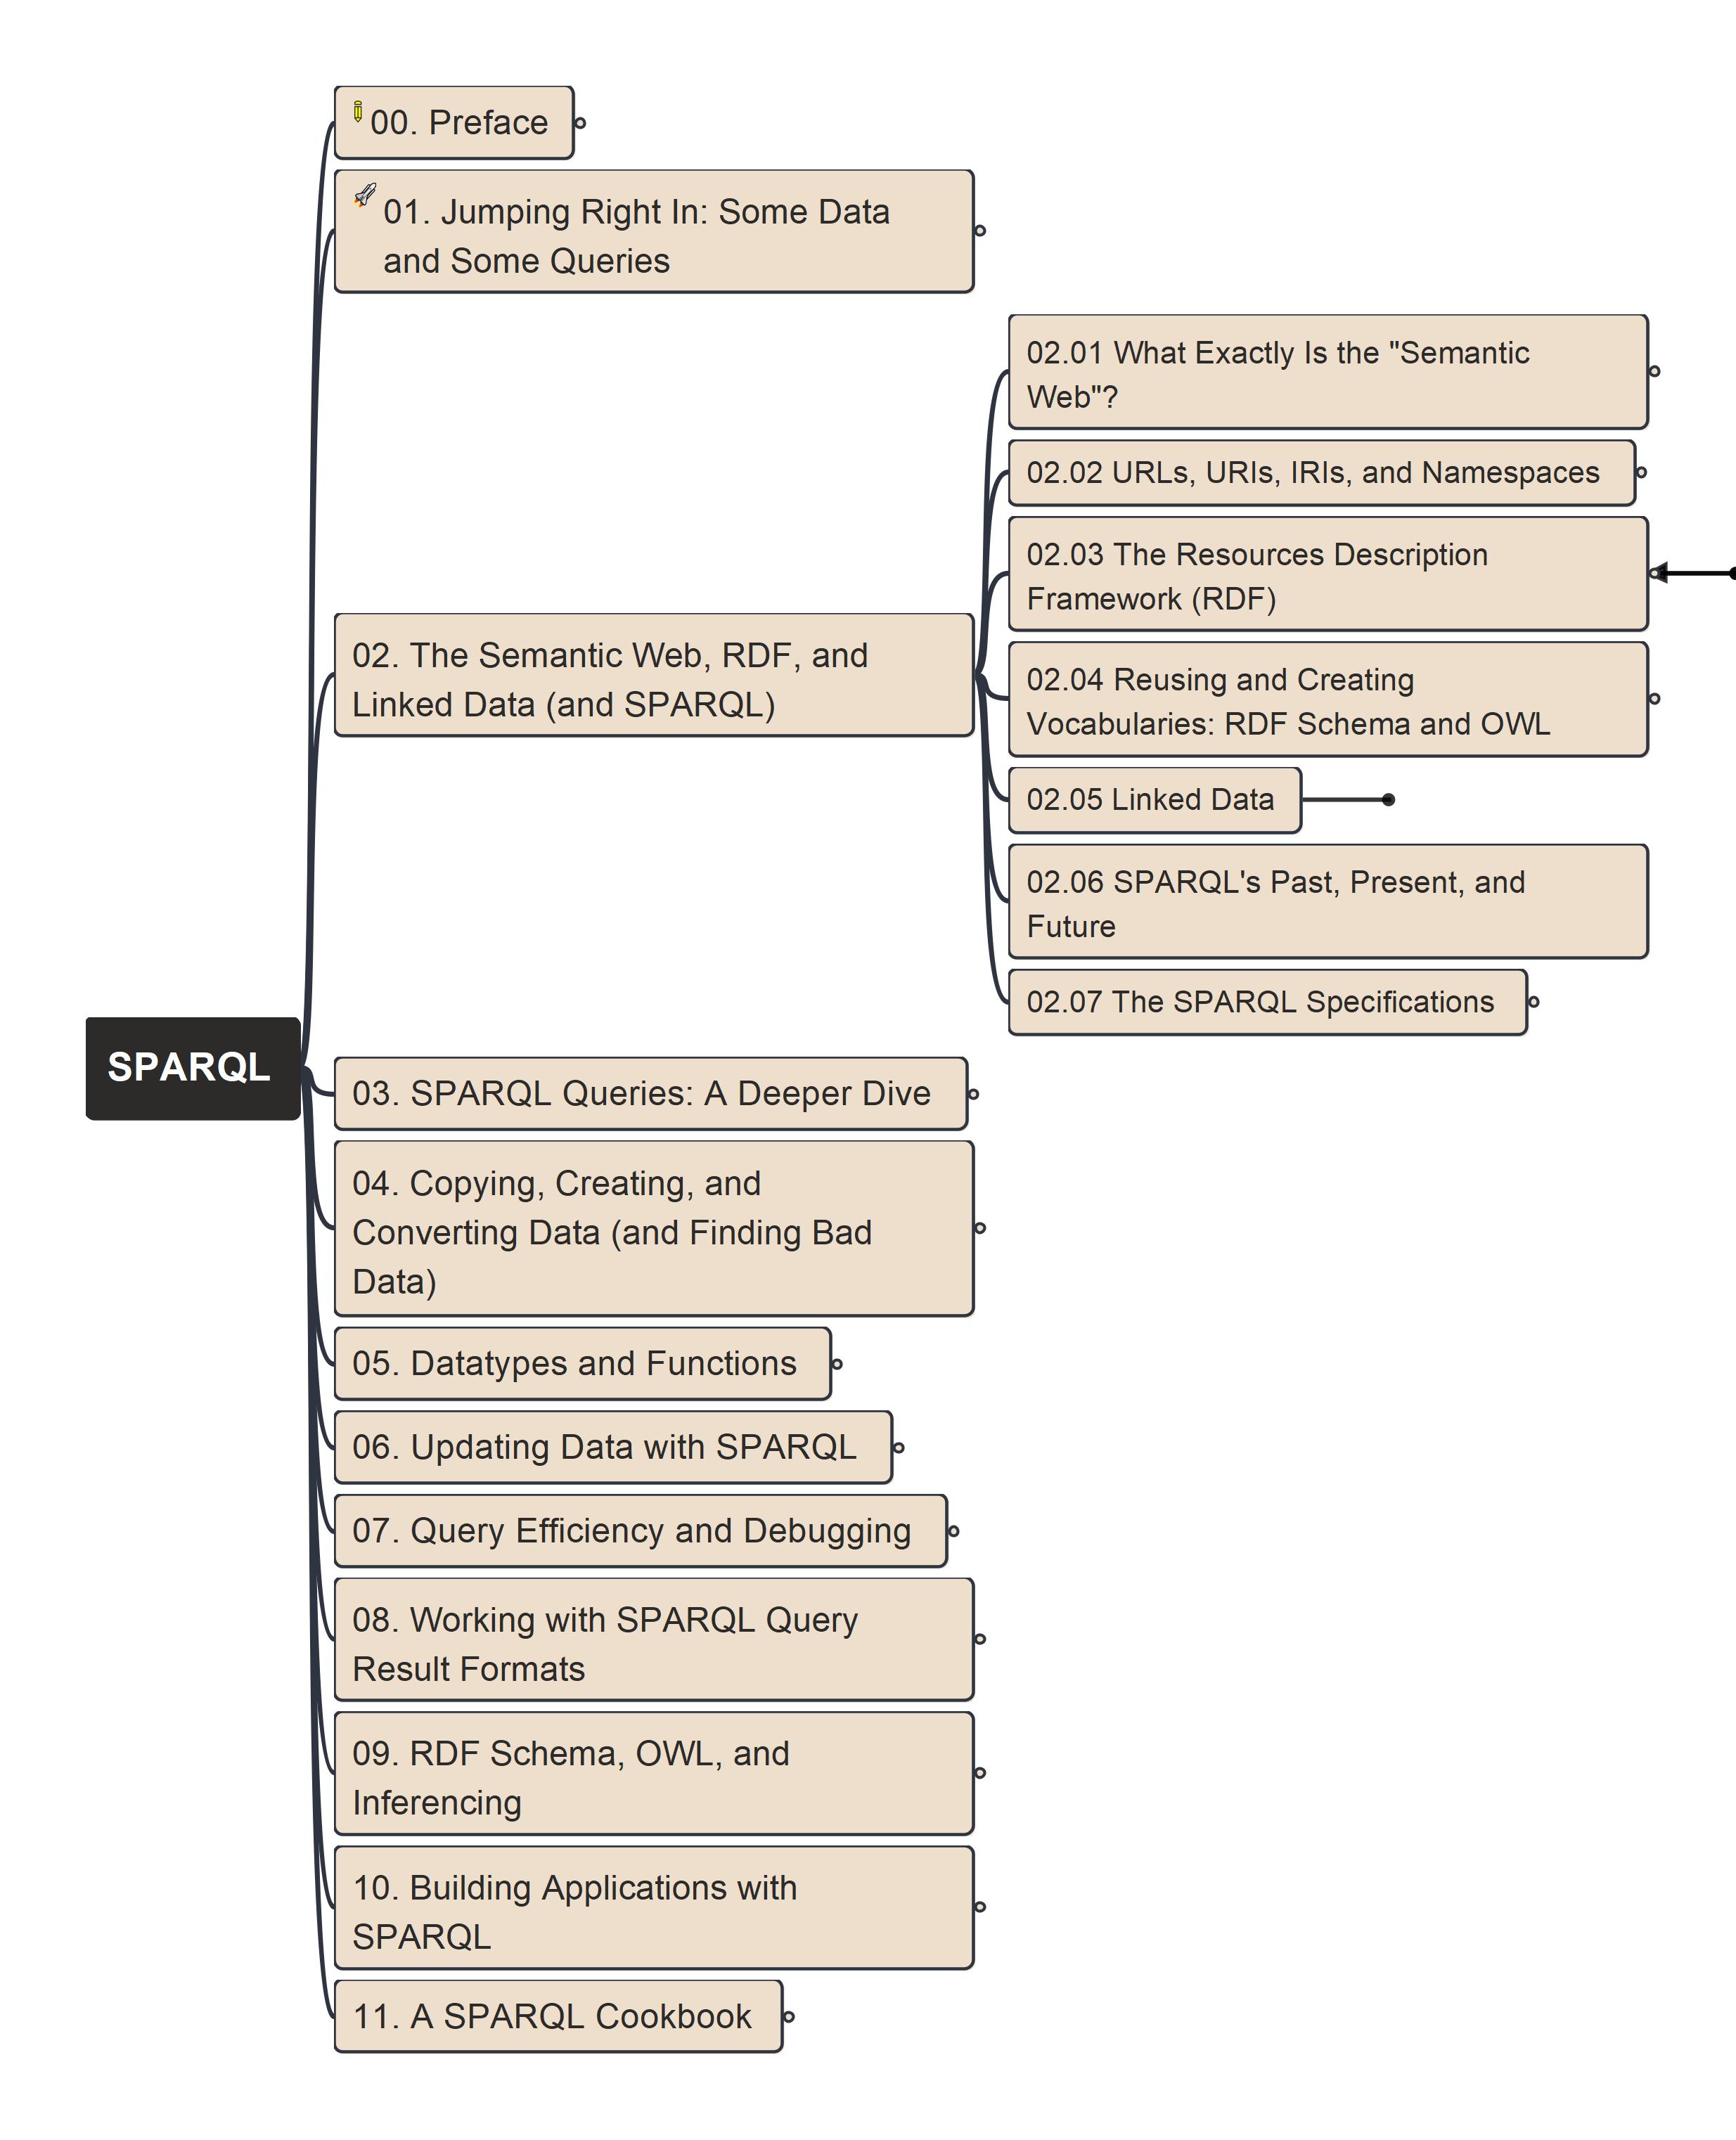 00. Preface
01. Jumping Right In: Some Data
and Some Queries
02.01 What Exactly Is the "Semantic
Web"?
02.02 URLs, URIs, IRIs, and Namespaces
02.03 The Resources Description
Framework (RDF)
02. The Semantic Web, RDF, and
Linked Data (and SPARQL)
02.04 Reusing and Creating
Vocabularies: RDF Schema and OWL
02.05 Linked Data
02.06 SPARQL's Past, Present, and
Future
02.07 The SPARQL Specifications
SPARQL
03. SPARQL Queries: A Deeper Dive
04. Copying, Creating, and
Converting Data (and Finding Bad
Data)
05. Datatypes and Functions
06. Updating Data with SPARQL
07. Query Efficiency and Debugging
08. Working with SPARQL Query
Result Formats
09. RDF Schema, OWL, and
Inferencing
10. Building Applications with
SPARQL
11. A SPARQL Cookbook